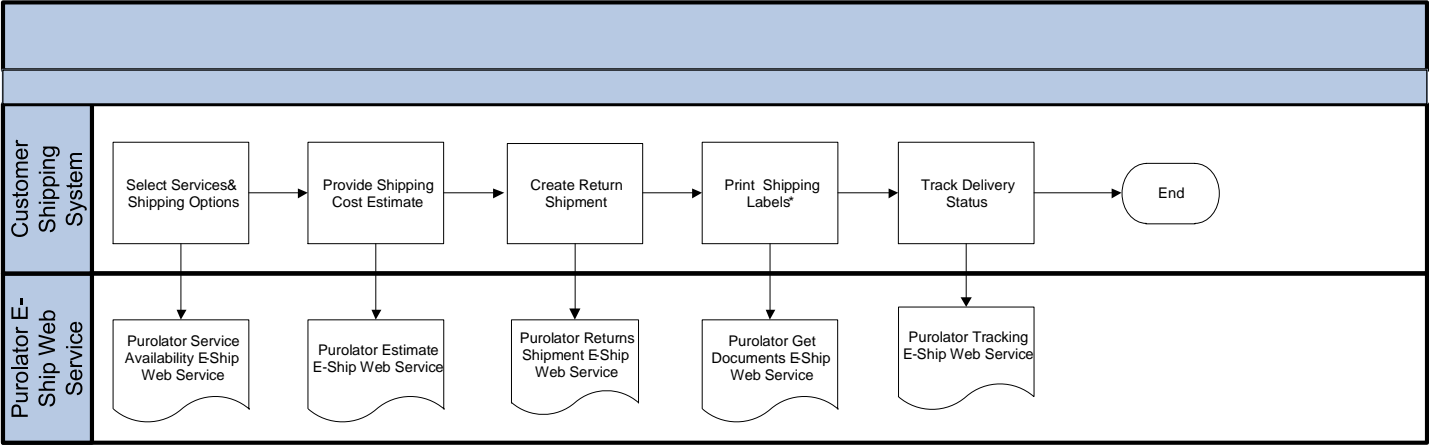 Customer
Shipping
System
Select Services&
Shipping Options
Provide Shipping
Cost Estimate
Create Return
Shipment
Print  Shipping
Labels*
Track Delivery
Status
End
Purolator E-
Ship Web
Service
Purolator Service
Availability E-Ship
Web Service
Purolator Estimate
E-Ship Web Service
Purolator Returns
Shipment E-Ship
Web Service
Purolator Get
Documents E-Ship
Web Service
Purolator Tracking
E-Ship Web Service